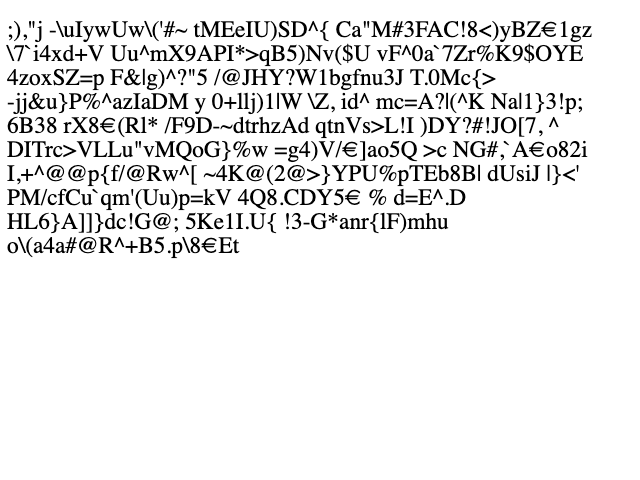 ;),"j -\uIywUw\('#~ tMEeIU)SD^{ Ca"M#3FAC!8<)yBZ€1gz
\7`i4xd+V Uu^mX9API*>qB5)Nv($U vF^0a`7Zr%K9$OYE
4zoxSZ=p F&|g)^?"5 /@JHY?W1bgfnu3J T.0Mc{>
-jj&u}P%^azIaDM y 0+llj)1|W \Z, id^ mc=A?|(^K Na|1}3!p;
6B38 rX8€(Rl* /F9D-~dtrhzAd qtnVs>L!I )DY?#!JO[7, ^
DITrc>VLLu"vMQoG}%w =g4)V/€]ao5Q >c NG#,`A€o82i
I,+^@@p{f/@Rw^[ ~4K@(2@>}YPU%pTEb8B| dUsiJ |}<'
PM/cfCu`qm'(Uu)p=kV 4Q8.CDY5€ % d=E^.D
HL6}A]]}dc!G@; 5Ke1I.U{ !3-G*anr{lF)mhu
o\(a4a#@R^+B5.p\8€Et